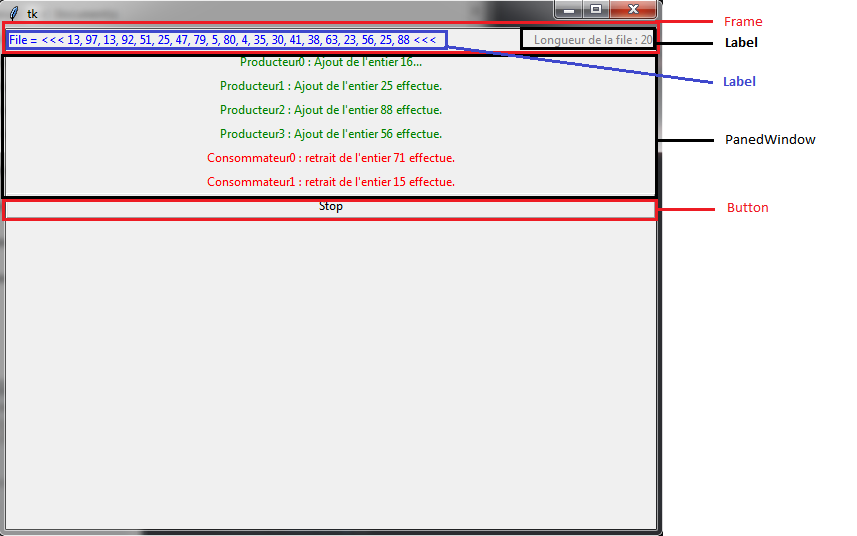 tk
Frame
File = <<< 13, 97, 13, 92, 51, 25, 47, 79, 5, 80, 4, 35, 30, 41, 38, 63, 23, 56, 25, 88 <<<
Longueur de la file : 20
Label
Producteur0 : Ajout de l'entier 16...
Label
Producteur1 : Ajout de l'entier 25 effectue.
Producteur2 : Ajout de l'entier 88 effectue.
Producteur3 : Ajout de l'entier 56 effectue.
PanedWindow
Consommateur0 : retrait de l'entier 71 effectue.
Consommateur1 : retrait de l'entier 15 effectue.
Stop
Button